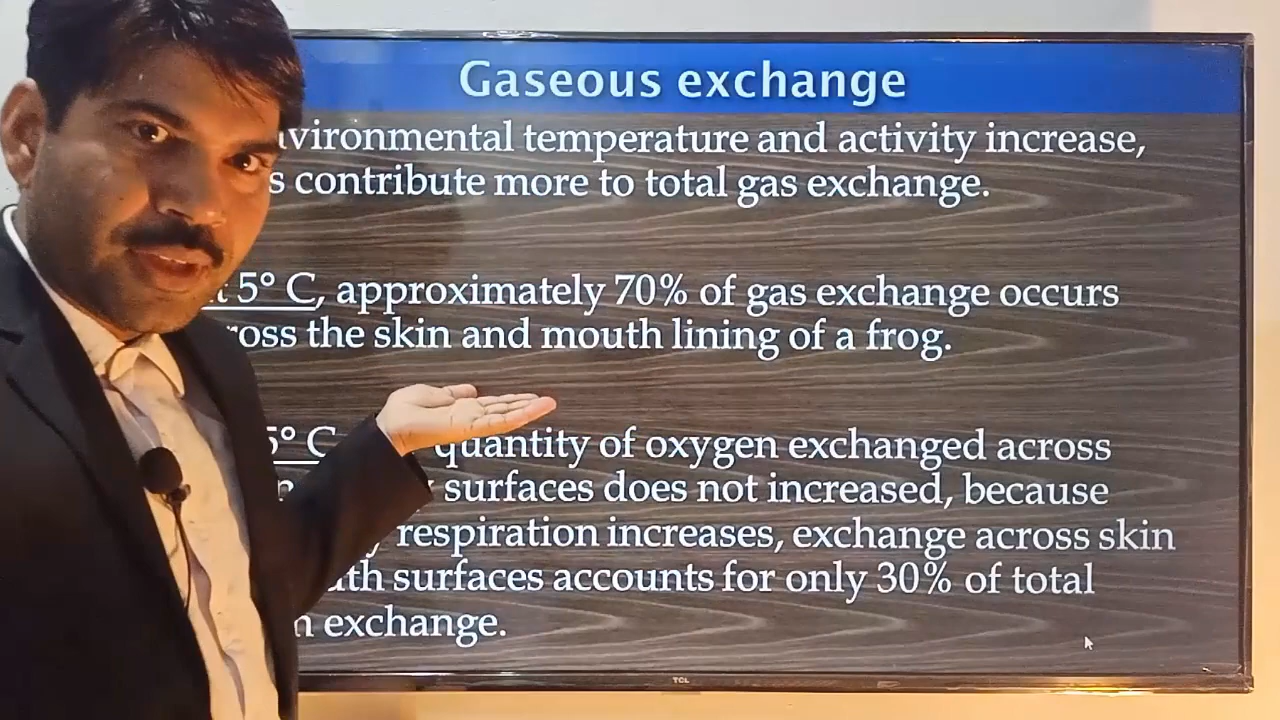 Gaseous exchange
vironmental temperature and activity increase,
s contribute more to total gas exchange.
t 5° C, approximately 70% of gas exchange occurs
ross the skin and mouth lining of a frog.
5° C quantity of oxygen exchanged across
surfaces does not increased, because
y respiration increases, exchange across skin
th surfaces accounts for only 30% of total
n exchange.
TCL